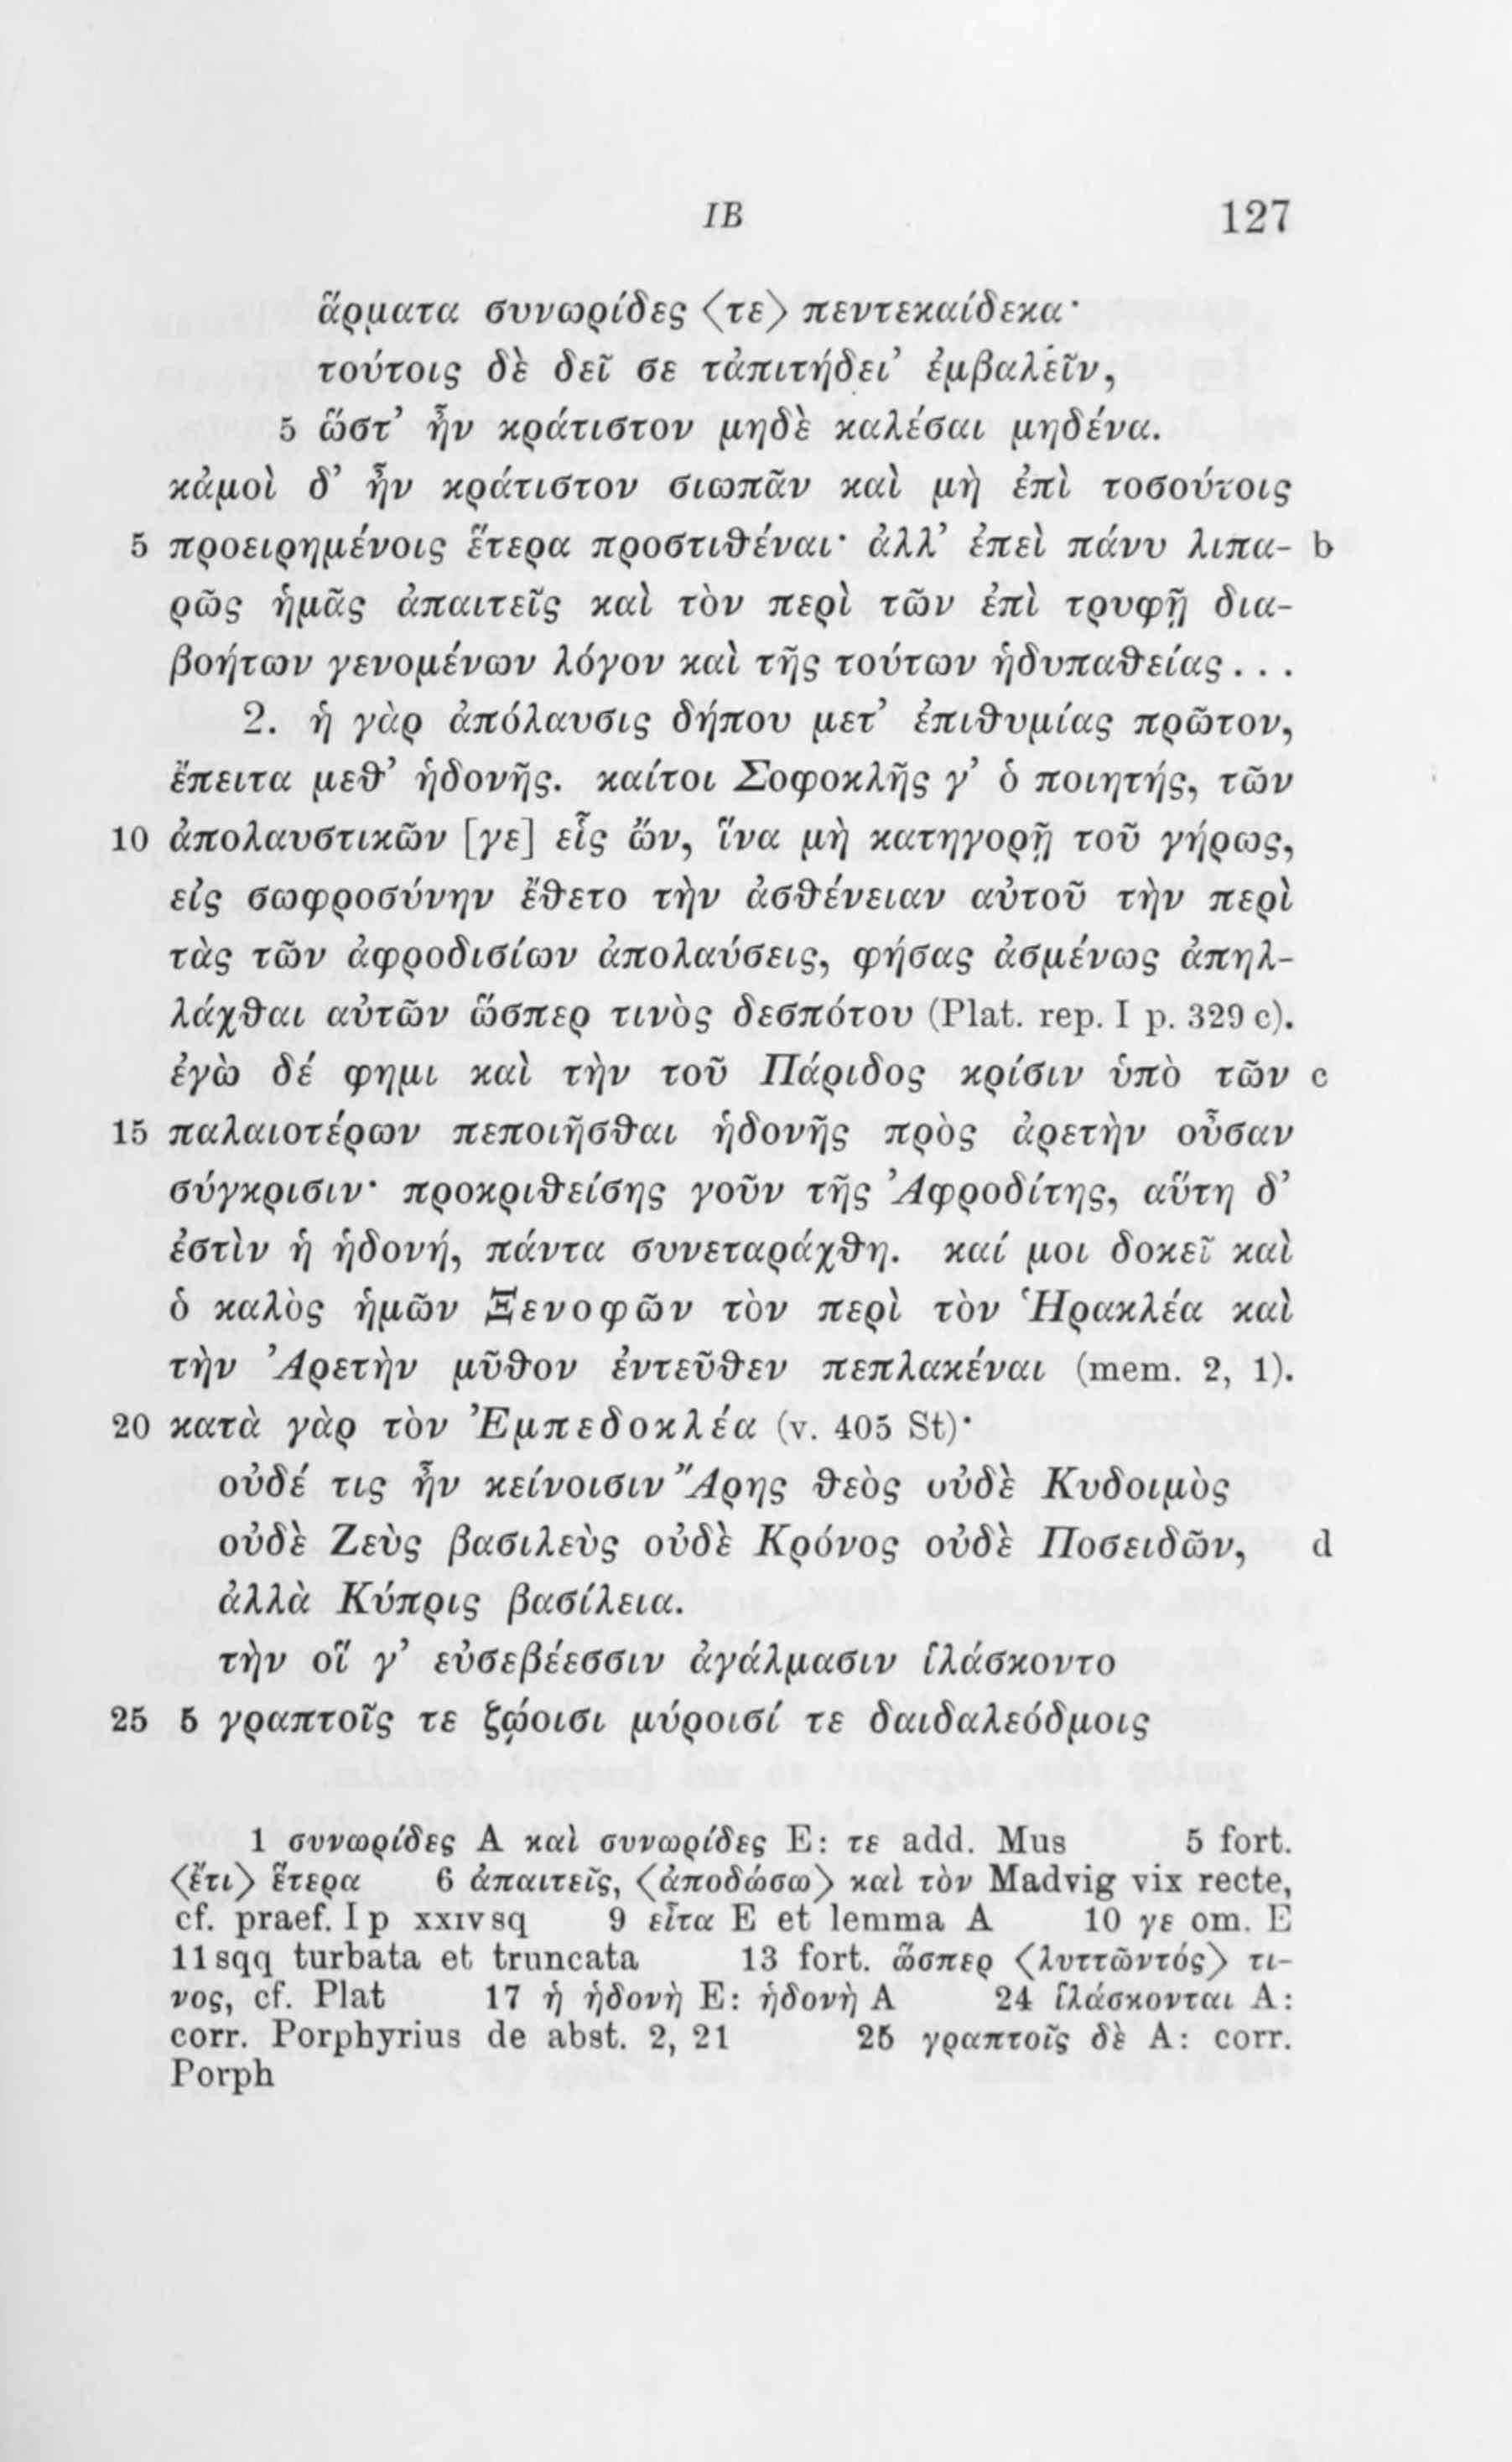 ΙΒ 127
ἅρματα συνωρίδες 〈τε〉 πεντεκαίδεκα·
τούτοις δὲ δεῖ σε τἀπιτήδει’ ἐμβαλεῖν,
5 ὥστ’ ἦν κράτιστον μηδὲ καλέσαι μηδένα.
κἀμοὶ δ’ ἦν κράτιστον σιωπᾶν καὶ μὴ ἐπὶ τοσούτοις
5 προειρημένοις ἕτερα προστιθέναι· ἀλλ’ ἐπεὶ πάνυ λιπα- b
ρῶς ἡμᾶς ἀπαιτεῖς καὶ τὸν περὶ τῶν ἐπὶ τρυφῇ δια-
βοήτων γενομένων λόγον καὶ τῆς τούτων ἡδυπαθείας . . .
2. ἡ γὰρ ἀπόλαυσις δήπου μετ’ ἐπιθυμίας πρῶτον,
ἔπειτα μεθ’ ἡδονῆς. καίτοι Σοφοκλῆς γ’ ὁ ποιητής, τῶν
10 ἀπολαυστικῶν [γε] εἷς ὤν, ἵνα μὴ κατηγορῇ τοῦ γήρως,
εἰς σωφροσύνην ἔθετο τὴν ἀσθένειαν αὐτοῦ τὴν περὶ
τὰς τῶν ἀφροδισίων ἀπολαύσεις, φήσας ἀσμένως ἀπηλ-
λάχθαι αὐτῶν ὥσπερ τινὸς δεσπότου (Plat. rep. I p. 329 c).
ἐγὼ δέ φημι καὶ τὴν τοῦ Πάριδος κρίσιν ὑπὸ τῶν c
15 παλαιοτέρων πεποιῆσθαι ἡδονῆς πρὸς ἀρετὴν οὖσαν
σύγκρισιν· προκριθείσης γοῦν τῆς Ἀφροδίτης, αὕτη δ’
ἐστὶν ἡ ἡδονή, πάντα συνεταράχθη. καί μοι δοκεῖ καὶ
ὁ καλὸς ἡμῶν Ξενοφῶν τὸν περὶ τὸν Ἡρακλέα καὶ
τὴν Ἀρετὴν μῦθον ἐντεῦθεν πεπλακέναι (mem. 2, 1).
20 κατὰ γὰρ τὸν Ἐμπεδοκλέα (v. 405 St)·
οὐδέ τις ἦν κείνοισιν Ἄρης θεὸς οὐδὲ Κυδοιμὸς
οὐδὲ Ζεὺς βασιλεὺς οὐδὲ Κρόνος οὐδὲ Ποσειδῶν, d
ἀλλὰ Κύπρις βασίλεια.
τὴν οἵ γ’ εὐσεβέεσσιν ἀγάλμασιν ἱλάσκοντο
25 5 γραπτοῖς τε ζῴοισι μύροισί τε δαιδαλεόδμοις
1 συνωρίδες A καὶ συνωρίδες E: τε add. Mus 5 fort.
〈ἔτι〉 ἕτερα 6 ἀπαιτεῖς, 〈ἀποδώσω〉 καὶ τὸν Madvig vix recte,
cf. praef. I p xxiv sq 9 εἶτα E et lemma A 10 γε om. E
11 sqq turbata et truncata 13 fort. ὥσπερ 〈λυττῶντός〉 τι-
νος, cf. Plat 17 ἡ ἡδονὴ E: ἡδονὴ A 24 ἱλάσκονται A:
corr. Porphyrius de abst. 2, 21 25 γραπτοῖς δὲ A: corr.
Porph